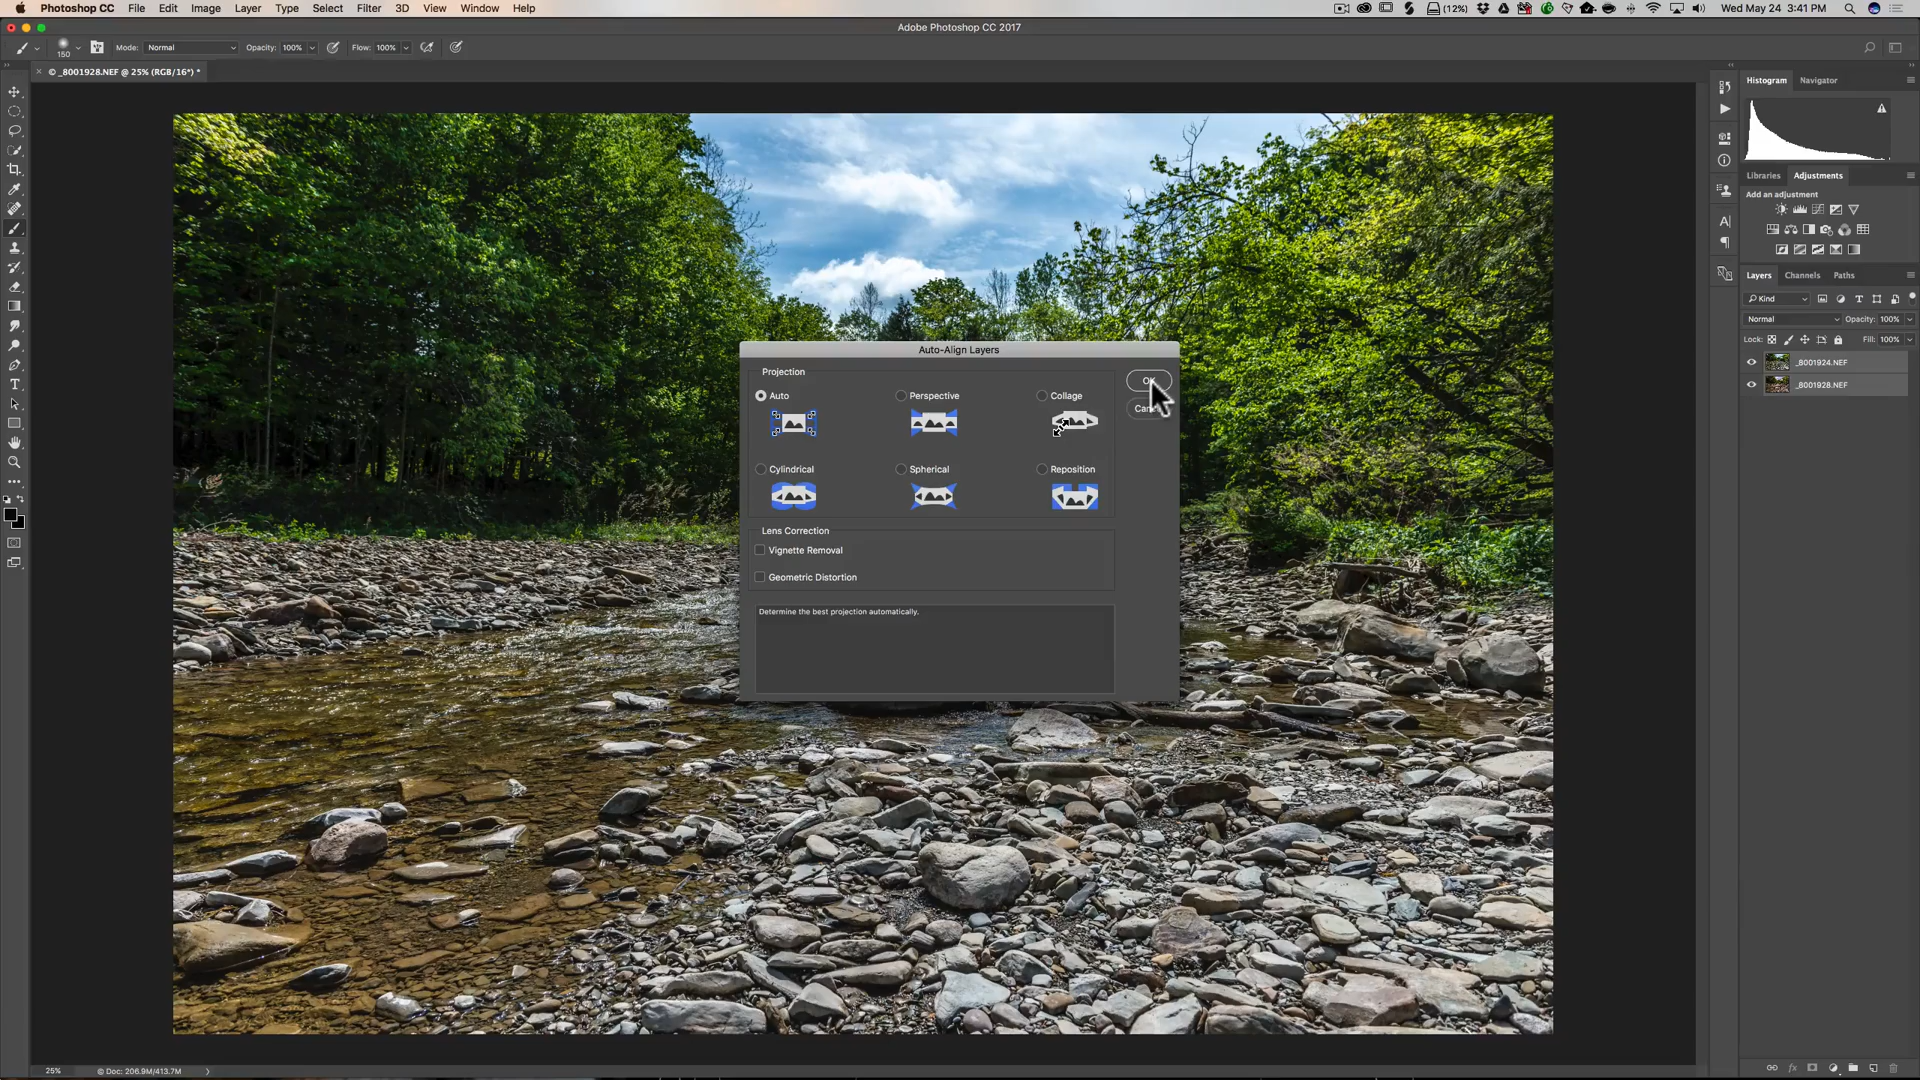 Photoshop CC File Edit Image Layer Type Select Filter 3D View Window Help (12%) Wed May 24 3:41 PM
Adobe Photoshop CC 2017
150 Mode: Normal Opacity: 100% Flow: 100%
× © _8001928.NEF @ 25% (RGB/16*) *
Histogram Navigator
Libraries Adjustments
Add an adjustment
Layers Channels Paths
Kind
Normal Opacity: 100%
Lock: Fill: 100%
_8001924.NEF
_8001928.NEF
Auto-Align Layers
Projection
OK
Auto Perspective Collage
Cancel
Cylindrical Spherical Reposition
Lens Correction
Vignette Removal
Geometric Distortion
Determine the best projection automatically.
25% © Doc: 206.9M/413.7M